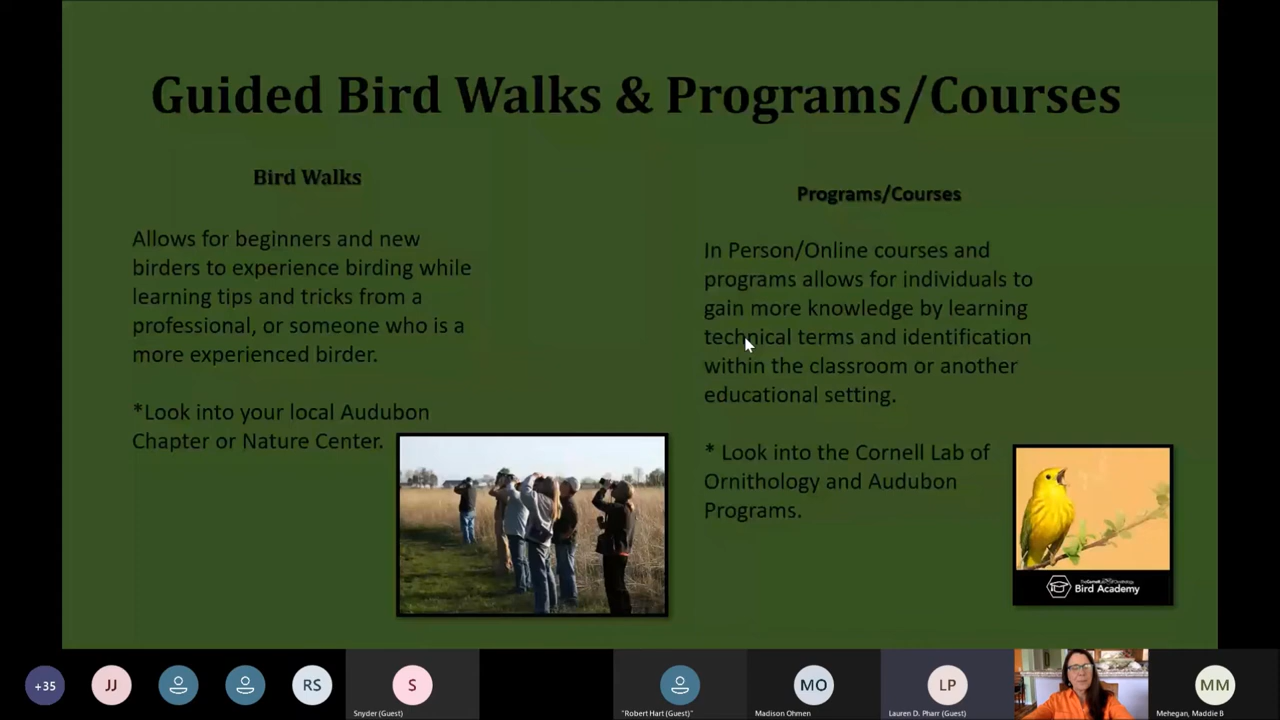 Guided Bird Walks & Programs/Courses
Bird Walks
Allows for beginners and new
birders to experience birding while
learning tips and tricks from a
professional, or someone who is a
more experienced birder.
*Look into your local Audubon
Chapter or Nature Center.
Programs/Courses
In Person/Online courses and
programs allows for individuals to
gain more knowledge by learning
technical terms and identification
within the classroom or another
educational setting.
* Look into the Cornell Lab of
Ornithology and Audubon
Programs.
Bird Academy
+35
JJ
RS
S
Snyder (Guest)
"Robert Hart (Guest)"
MO
Madison Ohmen
LP
Lauren D. Pharr (Guest)
MM
Mehegan, Maddie B